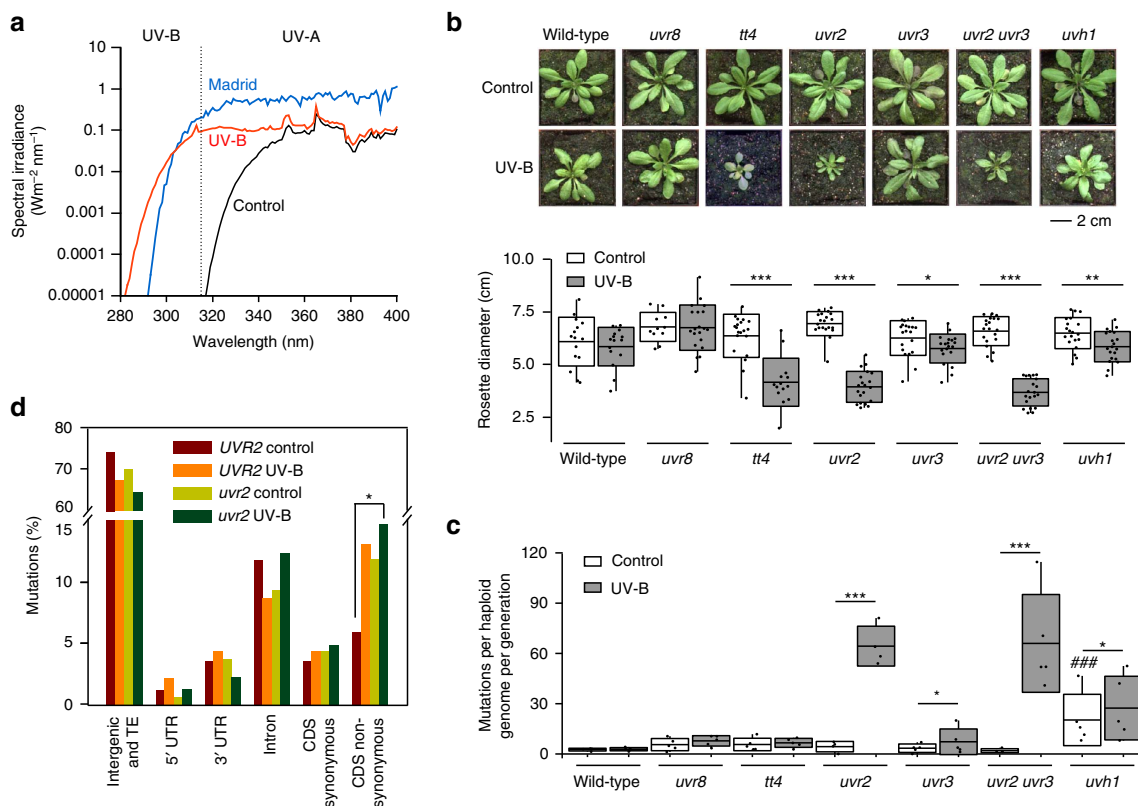 a
UV-B
UV-A
10
1
0.1
0.01
0.001
0.0001
0.00001
280
300
320
340
360
380
400
Spectral irradiance
(Wm⁻² nm⁻¹)
Wavelength (nm)
Madrid
UV-B
Control
b
Wild-type
uvr8
tt4
uvr2
uvr3
uvr2 uvr3
uvh1
Control
UV-B
2 cm
Control
UV-B
10.0
7.5
5.0
2.5
Rosette diameter (cm)
***
***
*
***
**
Wild-type
uvr8
tt4
uvr2
uvr3
uvr2 uvr3
uvh1
d
80
70
60
15
10
5
0
Mutations (%)
UVR2 control
UVR2 UV-B
uvr2 control
uvr2 UV-B
*
Intergenic
and TE
5′ UTR
3′ UTR
Intron
CDS
synonymous
CDS non-
synonymous
c
Control
UV-B
120
90
60
30
0
Mutations per haploid
genome per generation
***
*
***
###
*
Wild-type
uvr8
tt4
uvr2
uvr3
uvr2 uvr3
uvh1